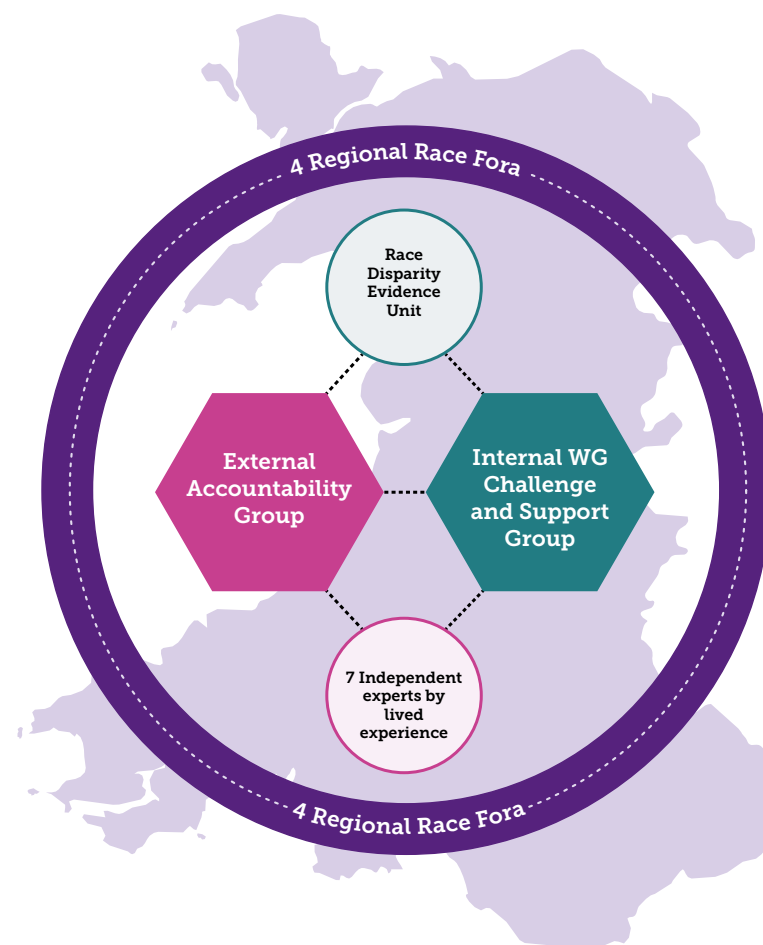 4 Regional Race Fora
Race
Disparity
Evidence
Unit
External
Accountability
Group
Internal WG
Challenge
and Support
Group
7 Independent
experts by
lived
experience
4 Regional Race Fora